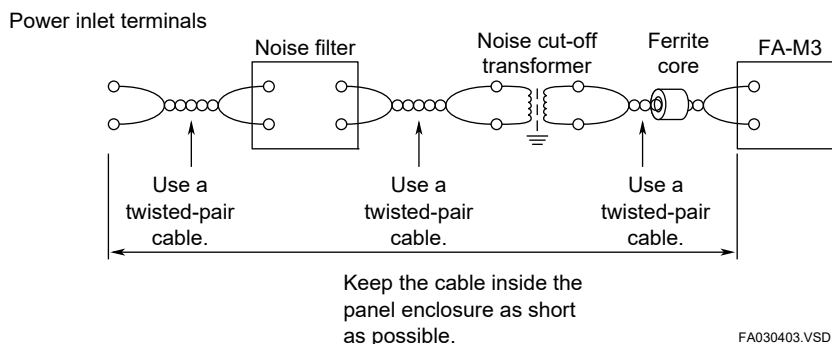 Power inlet terminals
Noise filter
Noise cut-off
transformer
Ferrite
core
FA-M3
Use a
twisted-pair
cable.
Use a
twisted-pair
cable.
Use a
twisted-pair
cable.
Keep the cable inside the
panel enclosure as short
as possible.
FA030403.VSD